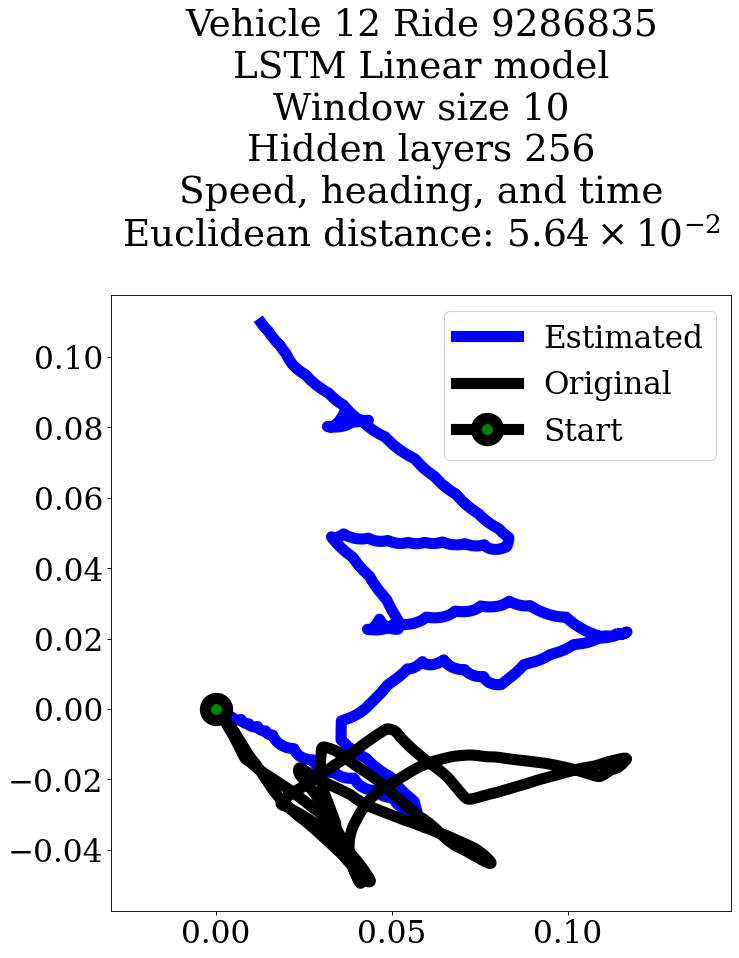 Vehicle 12 Ride 9286835
LSTM Linear model
Window size 10
Hidden layers 256
Speed, heading, and time
Euclidean distance: 5.64 × 10⁻²
Estimated
Original
Start
0.10
0.08
0.06
0.04
0.02
0.00
−0.02
−0.04
0.00 0.05 0.10